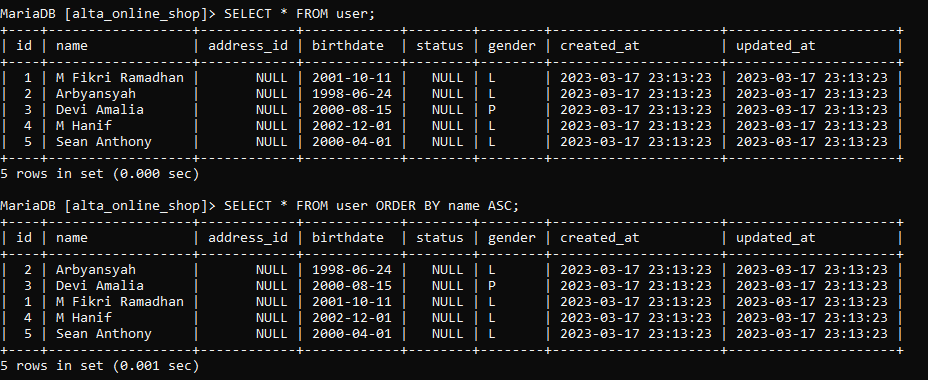 MariaDB [alta_online_shop]> SELECT * FROM user;
+----+------------------+------------+------------+--------+--------+---------------------+---------------------+
| id | name             | address_id | birthdate  | status | gender | created_at          | updated_at          |
+----+------------------+------------+------------+--------+--------+---------------------+---------------------+
|  1 | M Fikri Ramadhan |       NULL | 2001-10-11 |   NULL | L      | 2023-03-17 23:13:23 | 2023-03-17 23:13:23 |
|  2 | Arbyansyah       |       NULL | 1998-06-24 |   NULL | L      | 2023-03-17 23:13:23 | 2023-03-17 23:13:23 |
|  3 | Devi Amalia      |       NULL | 2000-08-15 |   NULL | P      | 2023-03-17 23:13:23 | 2023-03-17 23:13:23 |
|  4 | M Hanif          |       NULL | 2002-12-01 |   NULL | L      | 2023-03-17 23:13:23 | 2023-03-17 23:13:23 |
|  5 | Sean Anthony     |       NULL | 2000-04-01 |   NULL | L      | 2023-03-17 23:13:23 | 2023-03-17 23:13:23 |
+----+------------------+------------+------------+--------+--------+---------------------+---------------------+
5 rows in set (0.000 sec)

MariaDB [alta_online_shop]> SELECT * FROM user ORDER BY name ASC;
+----+------------------+------------+------------+--------+--------+---------------------+---------------------+
| id | name             | address_id | birthdate  | status | gender | created_at          | updated_at          |
+----+------------------+------------+------------+--------+--------+---------------------+---------------------+
|  2 | Arbyansyah       |       NULL | 1998-06-24 |   NULL | L      | 2023-03-17 23:13:23 | 2023-03-17 23:13:23 |
|  3 | Devi Amalia      |       NULL | 2000-08-15 |   NULL | P      | 2023-03-17 23:13:23 | 2023-03-17 23:13:23 |
|  1 | M Fikri Ramadhan |       NULL | 2001-10-11 |   NULL | L      | 2023-03-17 23:13:23 | 2023-03-17 23:13:23 |
|  4 | M Hanif          |       NULL | 2002-12-01 |   NULL | L      | 2023-03-17 23:13:23 | 2023-03-17 23:13:23 |
|  5 | Sean Anthony     |       NULL | 2000-04-01 |   NULL | L      | 2023-03-17 23:13:23 | 2023-03-17 23:13:23 |
+----+------------------+------------+------------+--------+--------+---------------------+---------------------+
5 rows in set (0.001 sec)